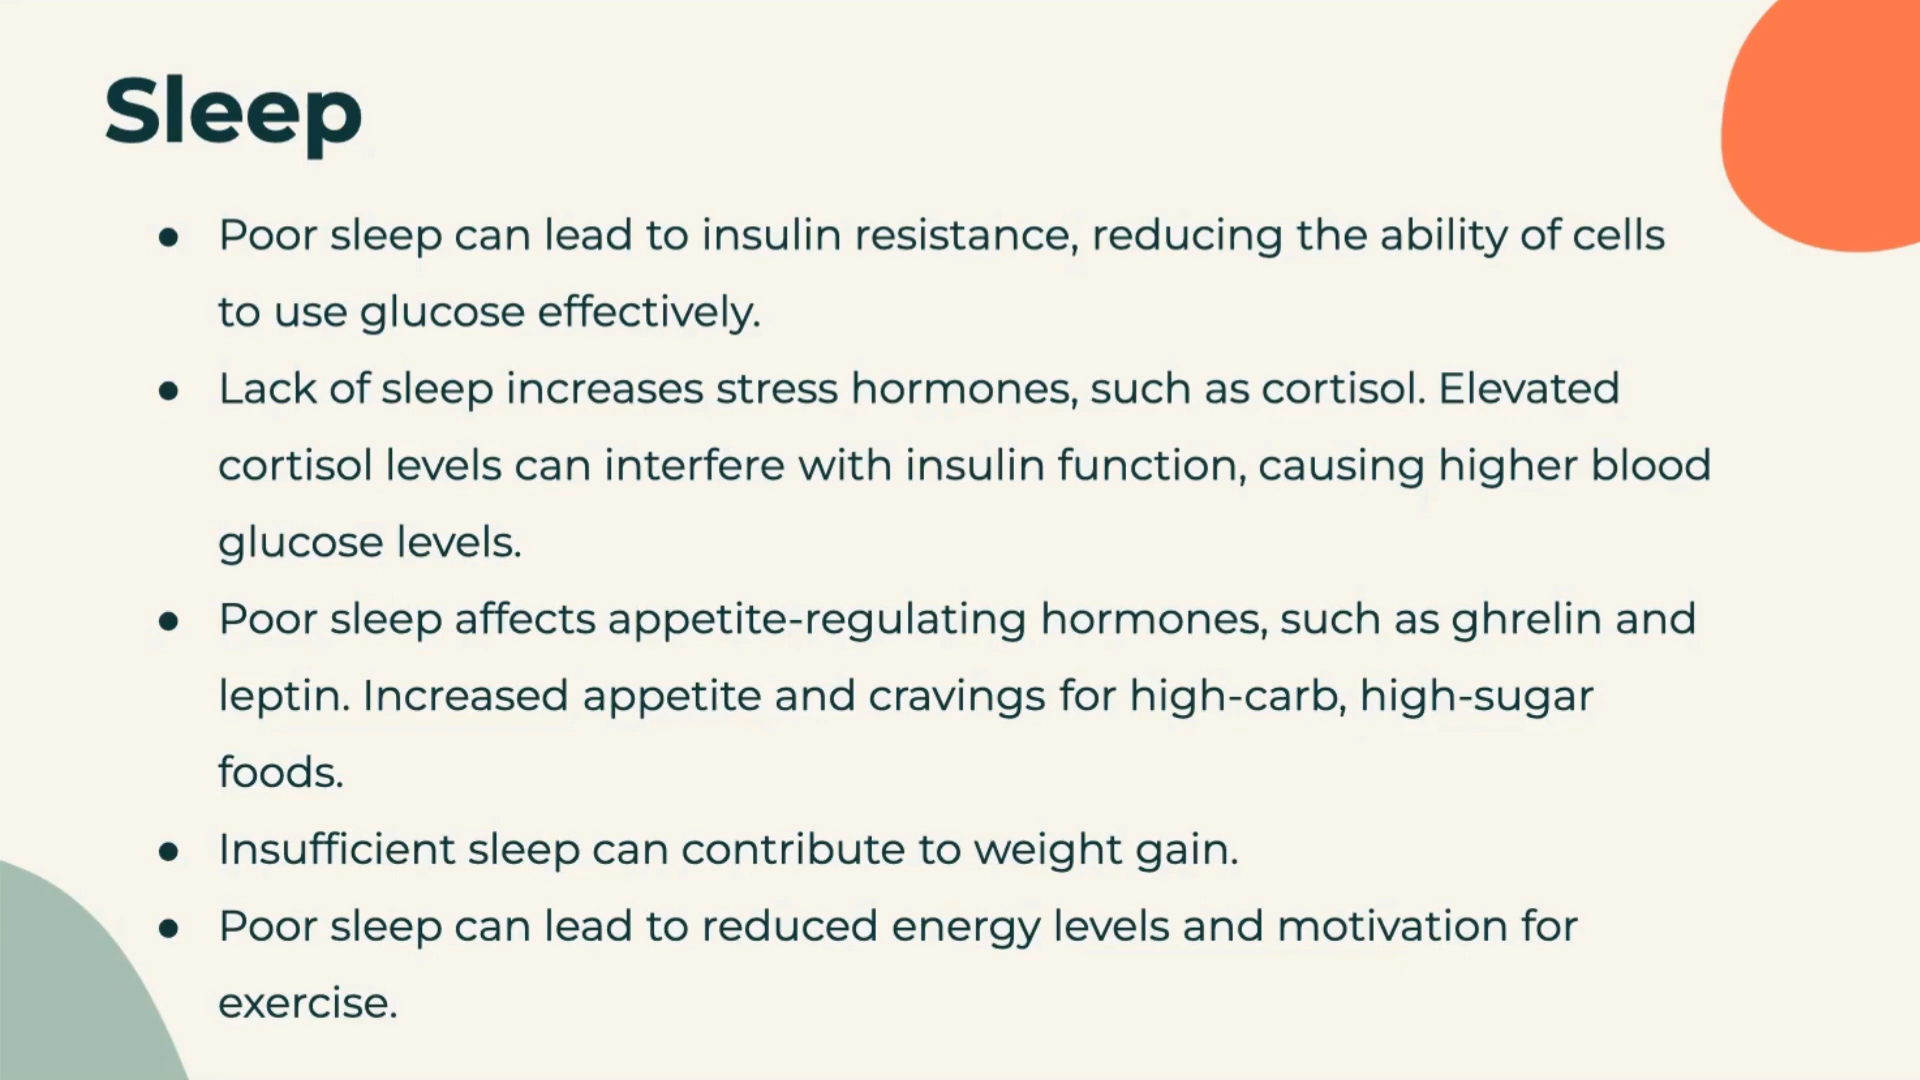 Sleep
● Poor sleep can lead to insulin resistance, reducing the ability of cells
to use glucose effectively.
● Lack of sleep increases stress hormones, such as cortisol. Elevated
cortisol levels can interfere with insulin function, causing higher blood
glucose levels.
● Poor sleep affects appetite-regulating hormones, such as ghrelin and
leptin. Increased appetite and cravings for high-carb, high-sugar
foods.
● Insufficient sleep can contribute to weight gain.
● Poor sleep can lead to reduced energy levels and motivation for
exercise.